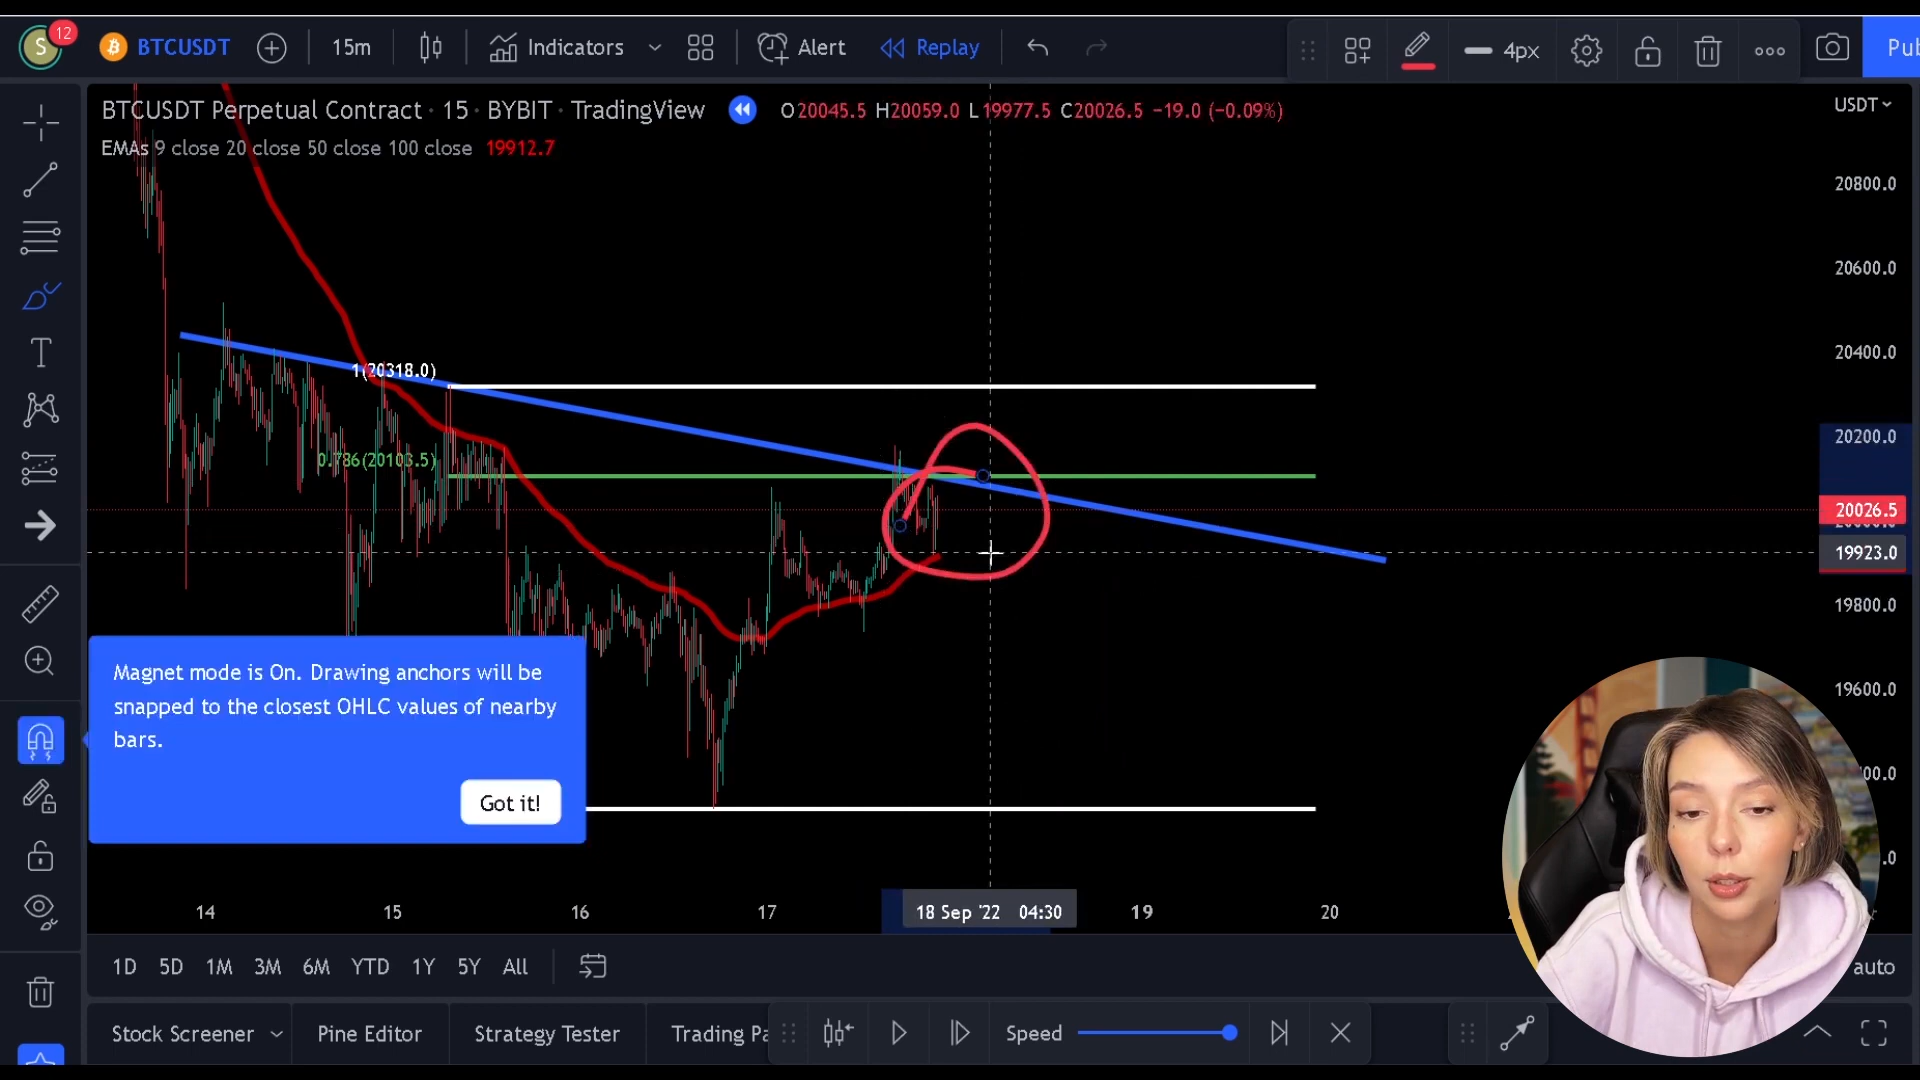 S
12
BTCUSDT
15m
Indicators
Alert
Replay
4px
Pub
BTCUSDT Perpetual Contract · 15 · BYBIT · TradingView
O20045.5 H20059.0 L19977.5 C20026.5 −19.0 (−0.09%)
USDT
EMAs 9 close 20 close 50 close 100 close 19912.7
20800.0
20600.0
20400.0
1(20318.0)
20200.0
0.786(20103.5)
20026.5
19923.0
19800.0
19600.0
Magnet mode is On. Drawing anchors will be
snapped to the closest OHLC values of nearby
bars.
Got it!
14
15
16
17
18 Sep '22 04:30
19
20
1D
5D
1M
3M
6M
YTD
1Y
5Y
All
auto
Stock Screener
Pine Editor
Strategy Tester
Trading Pa
Speed